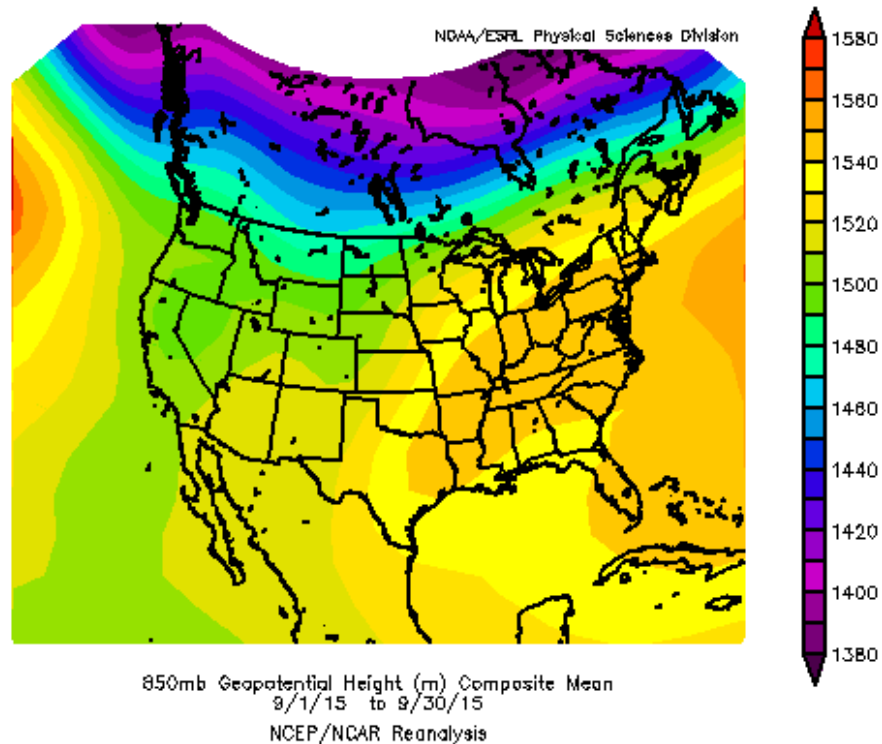 NOAA/ESRL Physical Sciences Division
1580
1560
1540
1520
1500
1480
1460
1440
1420
1400
1380
850mb Geopotential Height (m) Composite Mean
9/1/15 to 9/30/15
NCEP/NCAR Reanalysis